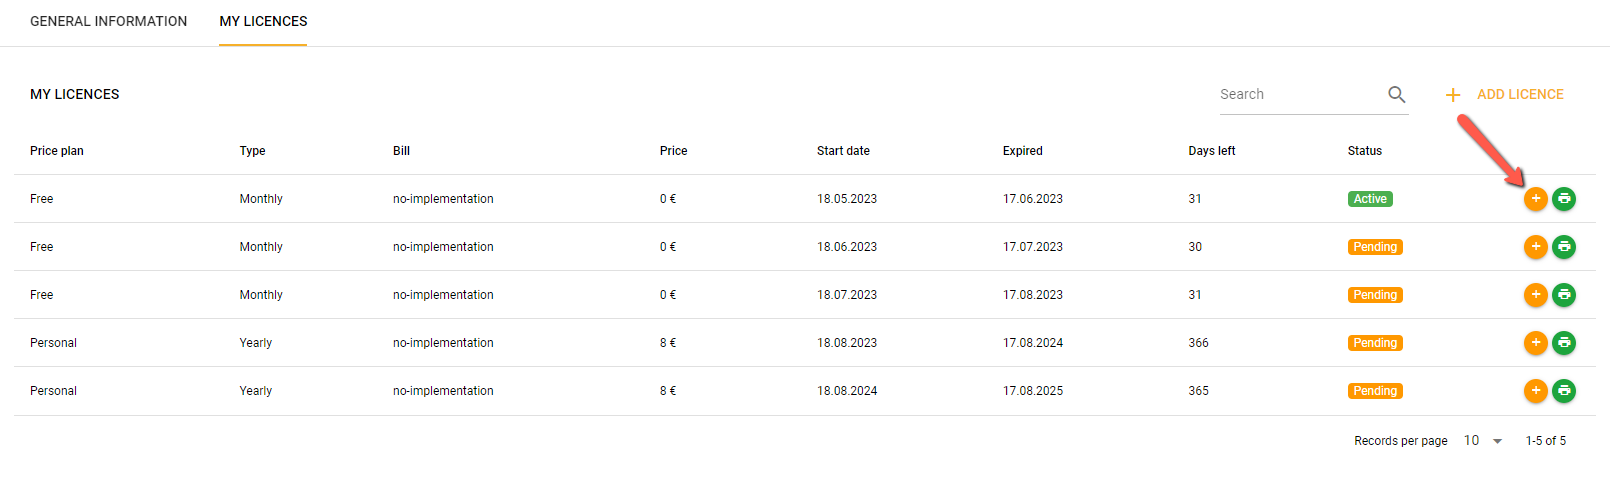 GENERAL INFORMATION MY LICENCES
MY LICENCES Search ADD LICENCE
Price plan Type Bill Price Start date Expired Days left Status
Free Monthly no-implementation 0 € 18.05.2023 17.06.2023 31 Active
Free Monthly no-implementation 0 € 18.06.2023 17.07.2023 30 Pending
Free Monthly no-implementation 0 € 18.07.2023 17.08.2023 31 Pending
Personal Yearly no-implementation 8 € 18.08.2023 17.08.2024 366 Pending
Personal Yearly no-implementation 8 € 18.08.2024 17.08.2025 365 Pending
Records per page 10 1-5 of 5